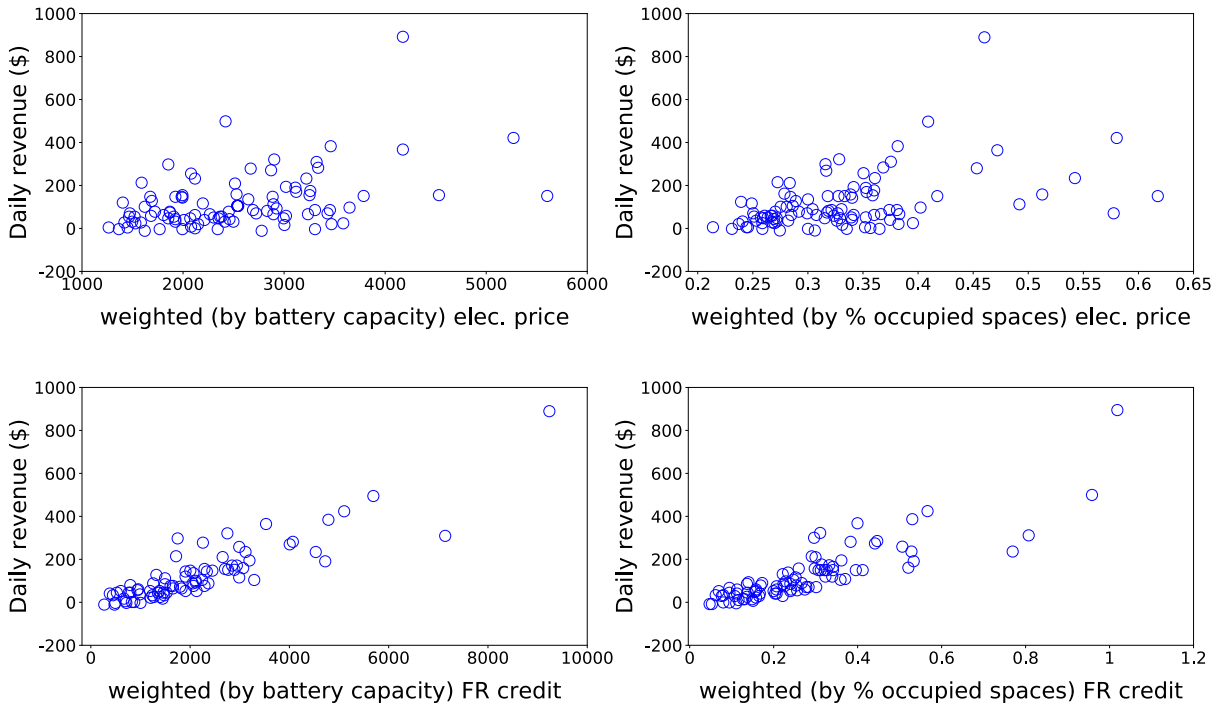 1000
800
600
400
200
0
-200
Daily revenue ($)
1000 2000 3000 4000 5000 6000
weighted (by battery capacity) elec. price
1000
800
600
400
200
0
-200
Daily revenue ($)
0.2 0.25 0.3 0.35 0.4 0.45 0.5 0.55 0.6 0.65
weighted (by % occupied spaces) elec. price
1000
800
600
400
200
0
-200
Daily revenue ($)
0 2000 4000 6000 8000 10000
weighted (by battery capacity) FR credit
1000
800
600
400
200
0
-200
Daily revenue ($)
0 0.2 0.4 0.6 0.8 1 1.2
weighted (by % occupied spaces) FR credit